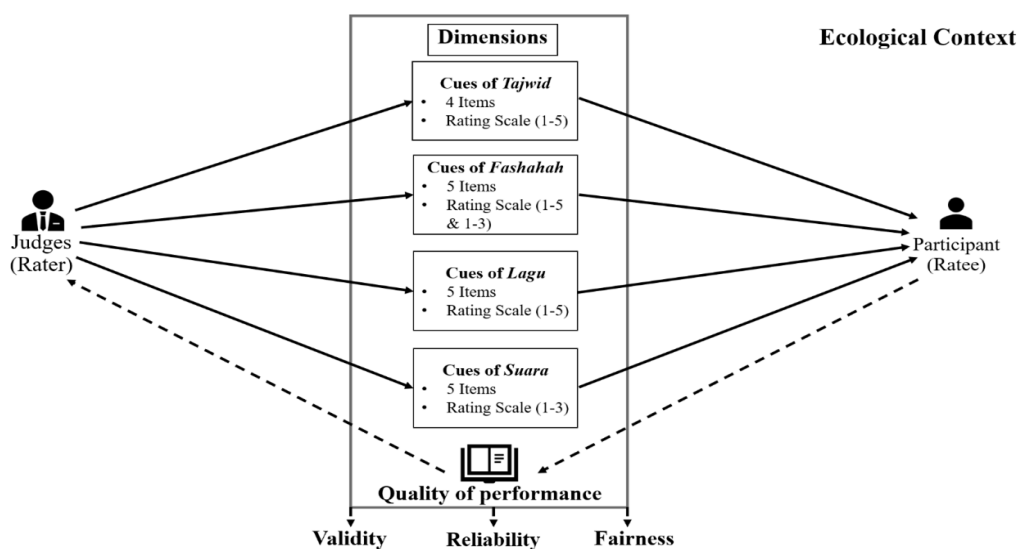 Dimensions
Ecological Context
Cues of Tajwid
• 4 Items
• Rating Scale (1-5)
Cues of Fashahah
• 5 Items
• Rating Scale (1-5
& 1-3)
Judges
(Rater)
Participant
(Ratee)
Cues of Lagu
• 5 Items
• Rating Scale (1-5)
Cues of Suara
• 5 Items
• Rating Scale (1-3)
Quality of performance
Validity
Reliability
Fairness